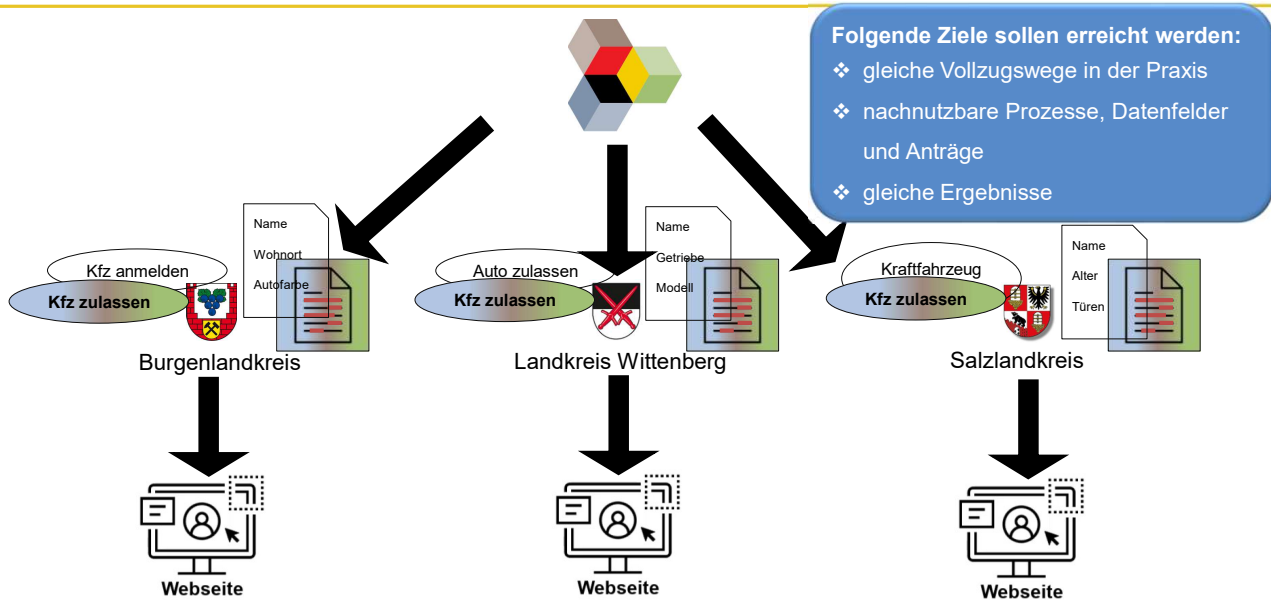 Folgende Ziele sollen erreicht werden:
❖ gleiche Vollzugswege in der Praxis
❖ nachnutzbare Prozesse, Datenfelder
und Anträge
❖ gleiche Ergebnisse
Kfz anmelden
Kfz zulassen
Name
Wohnort
Autofarbe
Burgenlandkreis
Webseite
Auto zulassen
Kfz zulassen
Name
Getriebe
Modell
Landkreis Wittenberg
Webseite
Kraftfahrzeug
Kfz zulassen
Name
Alter
Türen
Salzlandkreis
Webseite